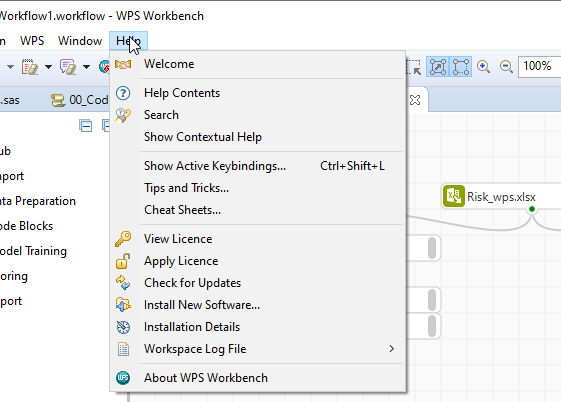 Workflow1.workflow - WPS Workbench
n WPS Window Help
100%
.sas 00_Cod
Welcome
Help Contents
Search
Show Contextual Help
Show Active Keybindings... Ctrl+Shift+L
Tips and Tricks...
Cheat Sheets...
View Licence
Apply Licence
Check for Updates
Install New Software...
Installation Details
Workspace Log File
WPS About WPS Workbench
ub
port
ata Preparation
ode Blocks
odel Training
oring
port
Risk_wps.xlsx